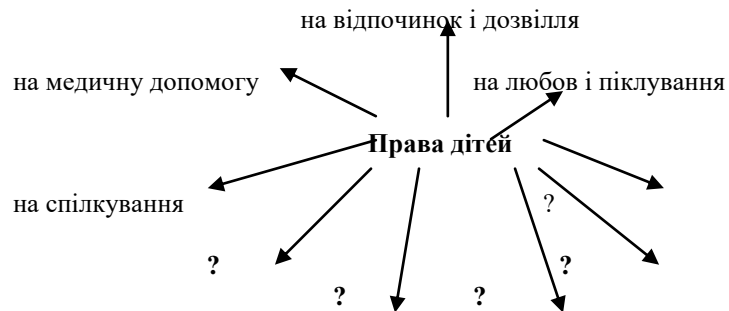 на відпочинок і дозвілля
на медичну допомогу
на любов і піклування
Права дітей
на спілкування
?
?
?
?
?